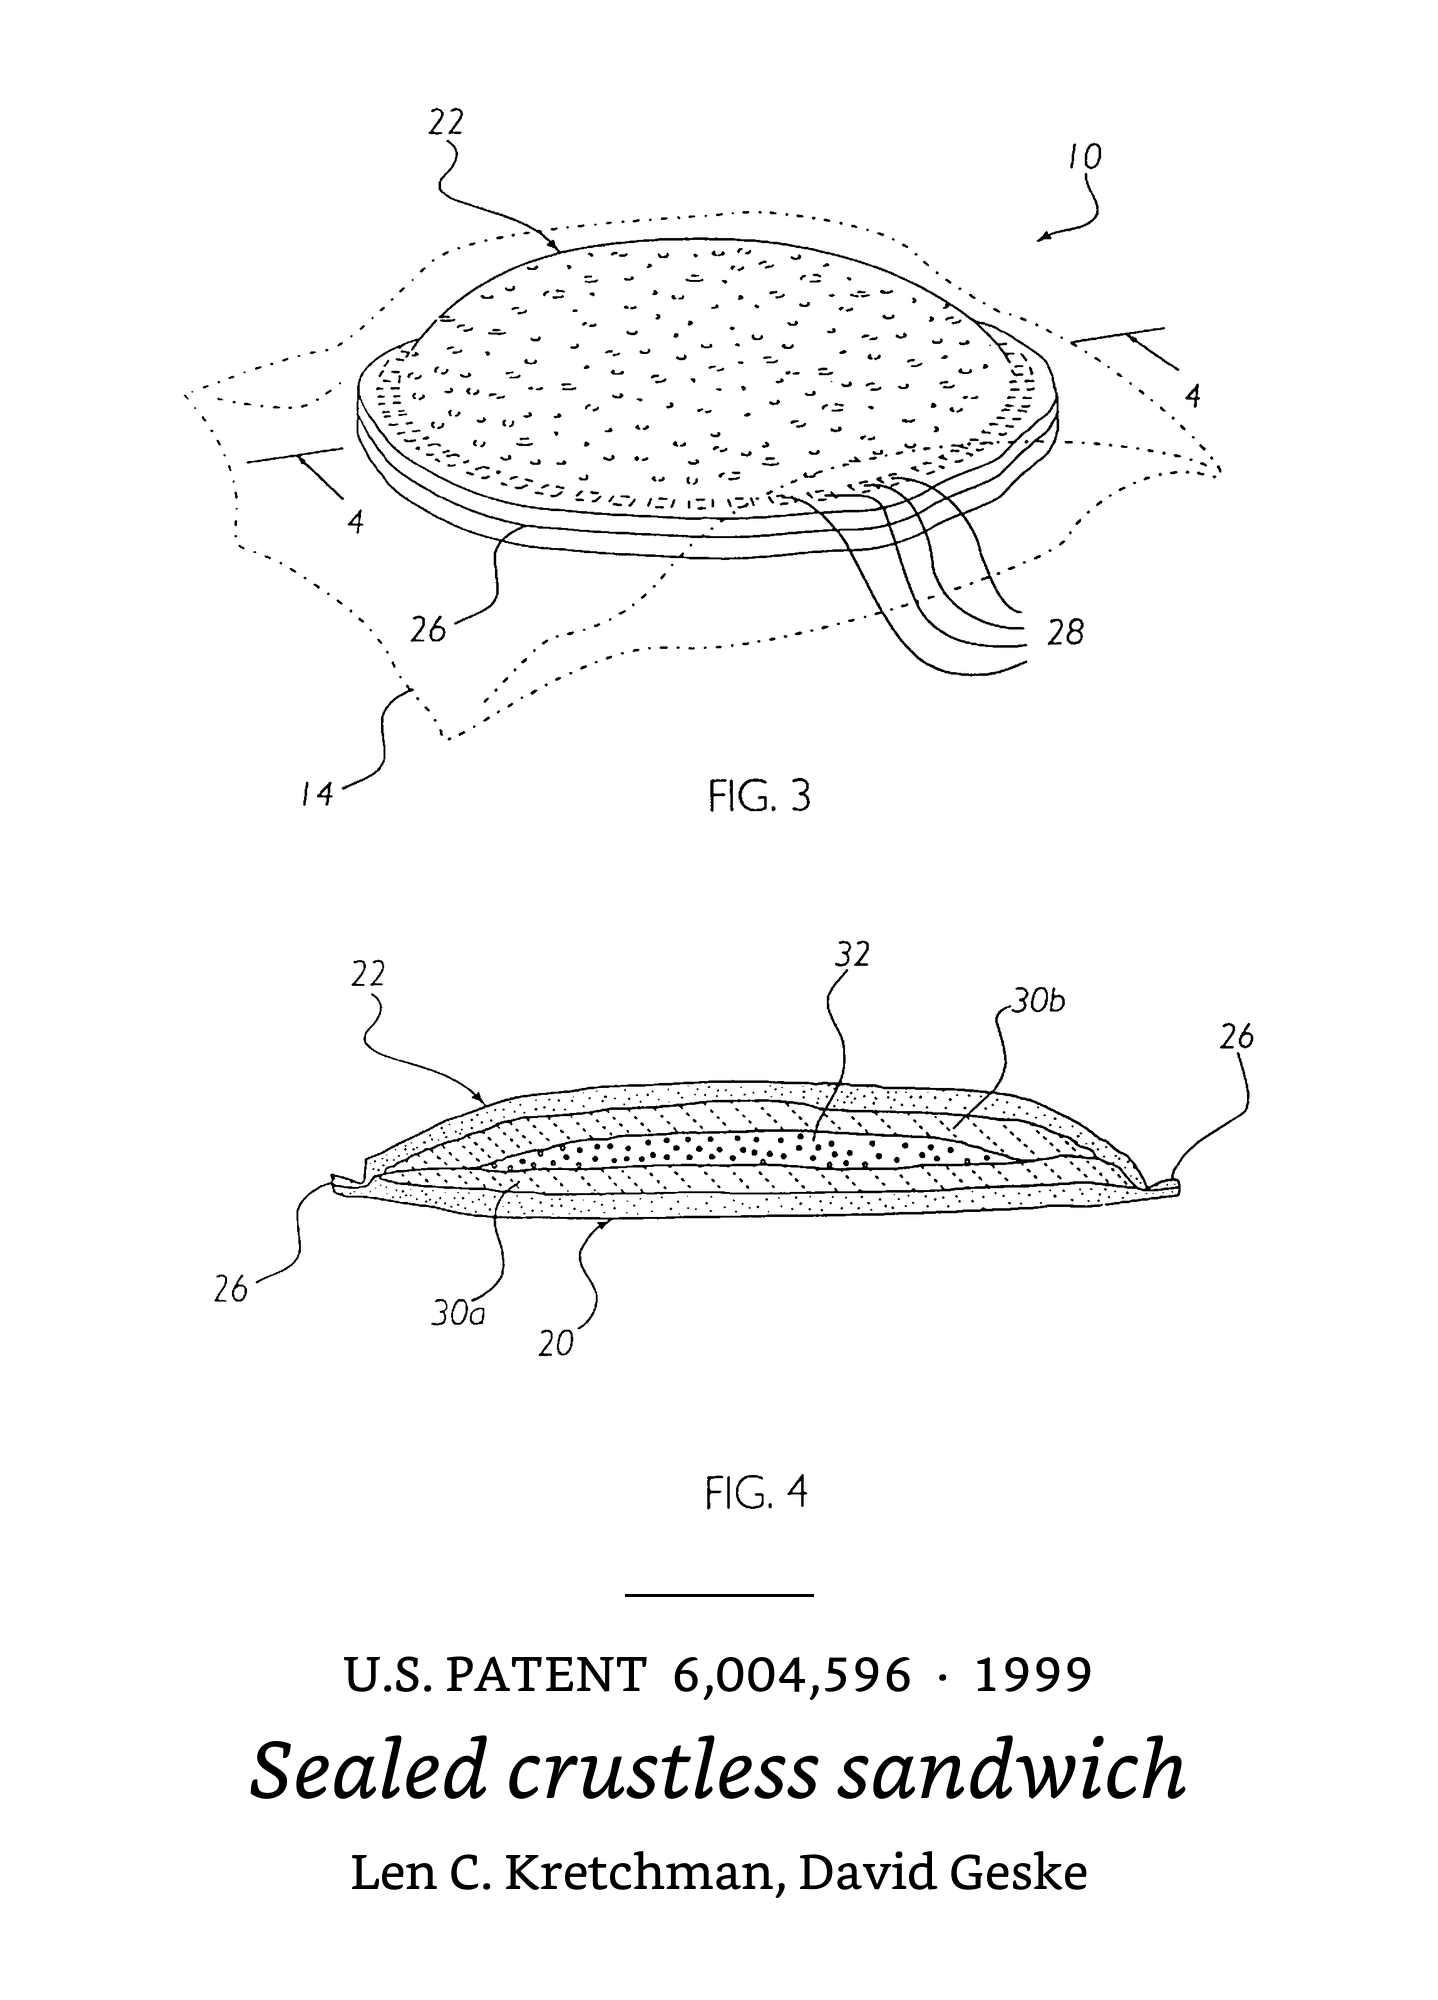 22
10
4
4
26
28
14
FIG. 3
32
22
30b
26
26
30a
20
FIG. 4
U.S. PATENT 6,004,596 · 1999
Sealed crustless sandwich
Len C. Kretchman, David Geske